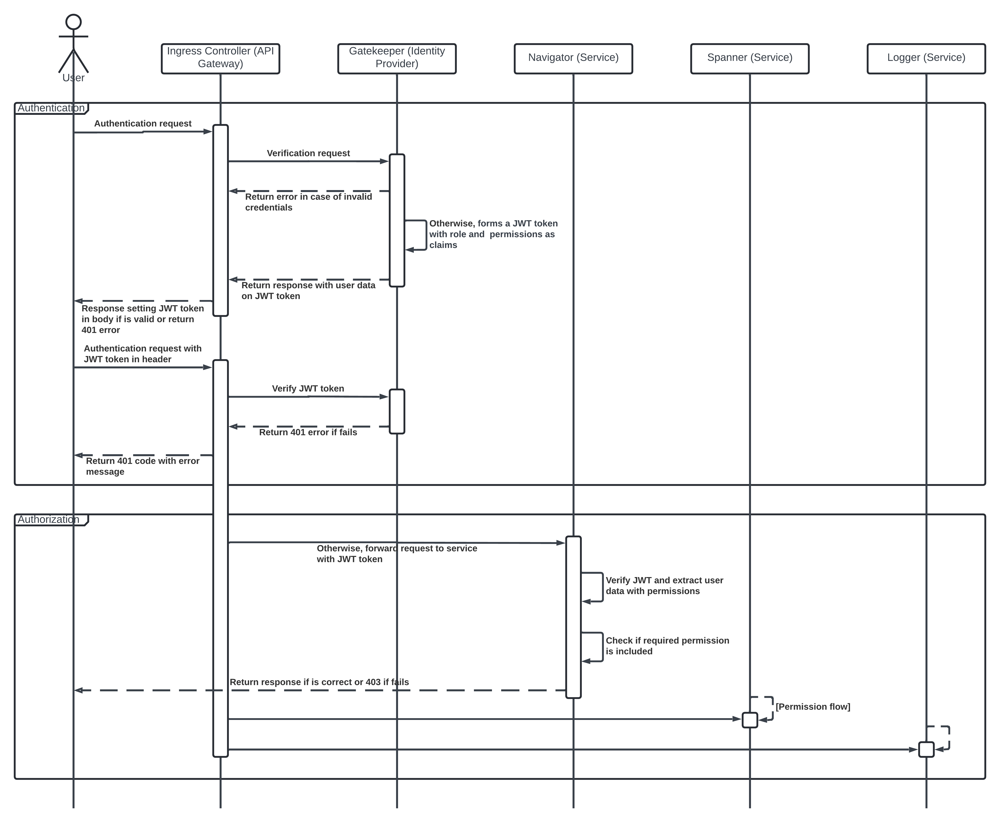 User
Ingress Controller (API
Gateway)
Gatekeeper (Identity
Provider)
Navigator (Service)
Spanner (Service)
Logger (Service)
Authentication
Authentication request
Verification request
Return error in case of invalid
credentials
Otherwise, forms a JWT token
with role and  permissions as
claims
Return response with user data
on JWT token
Response setting JWT token
in body if is valid or return
401 error
Authentication request with
JWT token in header
Verify JWT token
Return 401 error if fails
Return 401 code with error
message
Authorization
Otherwise, forward request to service
with JWT token
Verify JWT and extract user
data with permissions
Check if required permission
is included
Return response if is correct or 403 if fails
[Permission flow]